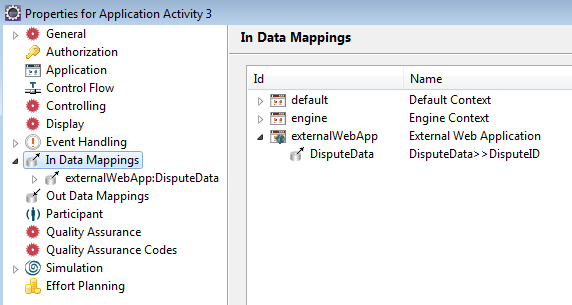 Properties for Application Activity 3
General
Authorization
Application
Control Flow
Controlling
Display
Event Handling
In Data Mappings
externalWebApp:DisputeData
Out Data Mappings
Participant
Quality Assurance
Quality Assurance Codes
Simulation
Effort Planning
In Data Mappings
Id Name
default Default Context
engine Engine Context
externalWebApp External Web Application
DisputeData DisputeData>>DisputeID